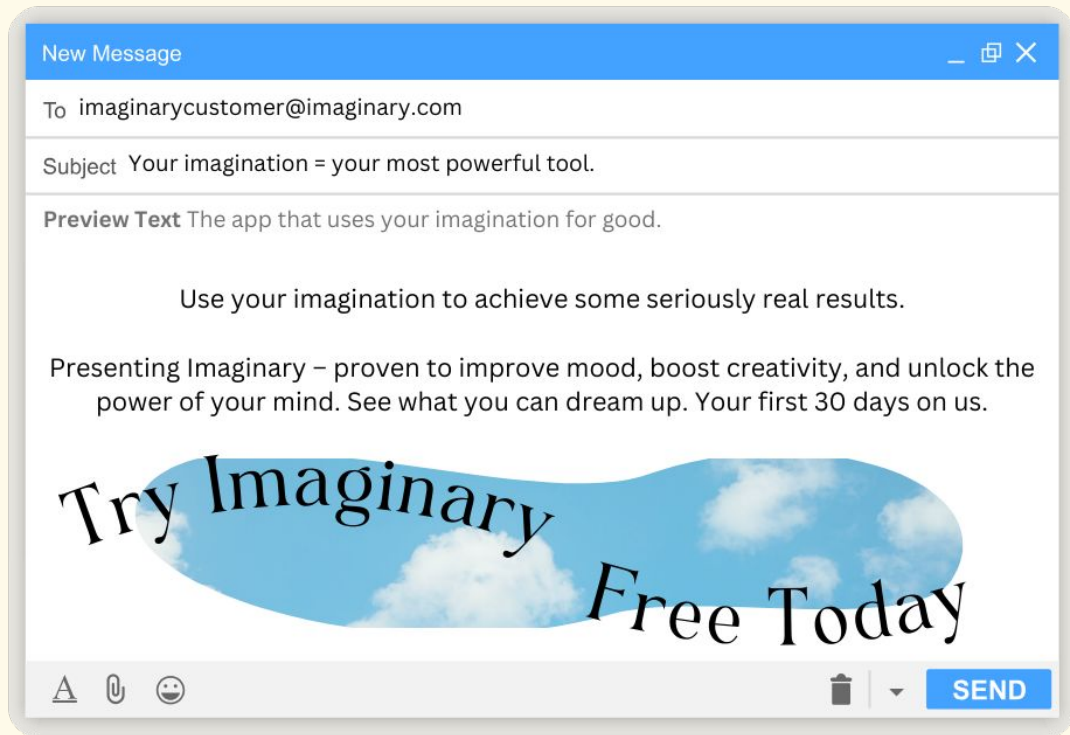 New Message
To imaginarycustomer@imaginary.com
Subject Your imagination = your most powerful tool.
Preview Text The app that uses your imagination for good.
Use your imagination to achieve some seriously real results.
Presenting Imaginary – proven to improve mood, boost creativity, and unlock the
power of your mind. See what you can dream up. Your first 30 days on us.
Try Imaginary
Free Today
A
SEND